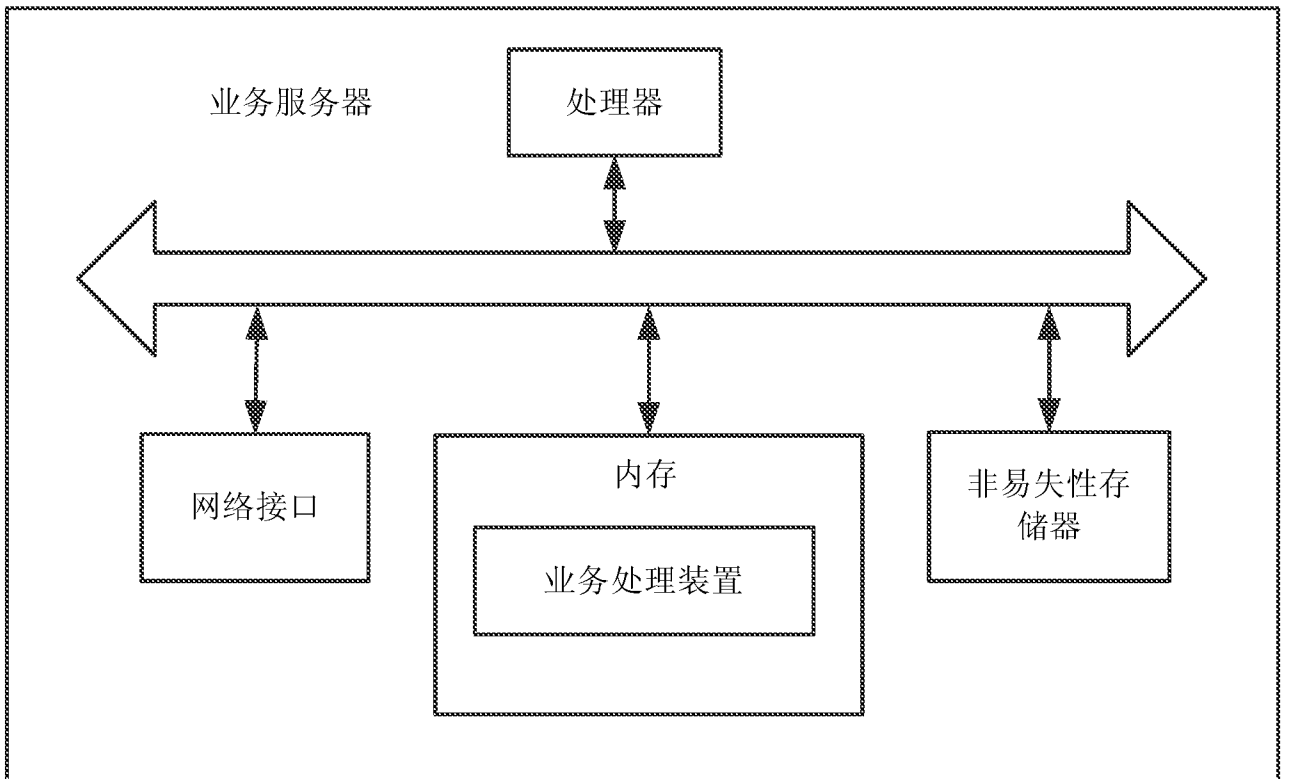 业务服务器
处理器
网络接口
内存
业务处理装置
非易失性存
储器